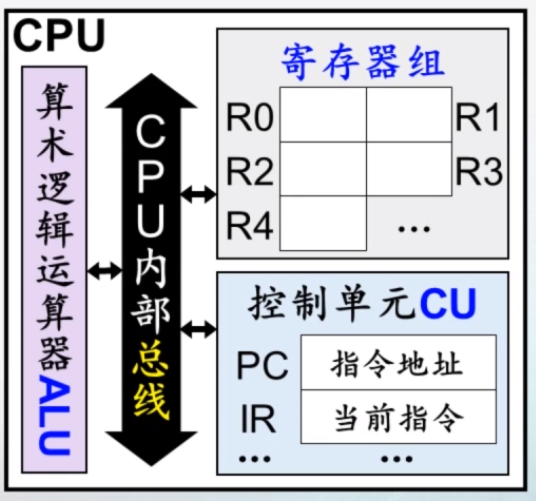 CPU
算术逻辑运算器ALU
CPU内部总线
寄存器组
R0 R1
R2 R3
R4 ...
控制单元CU
PC 指令地址
IR 当前指令
... ...